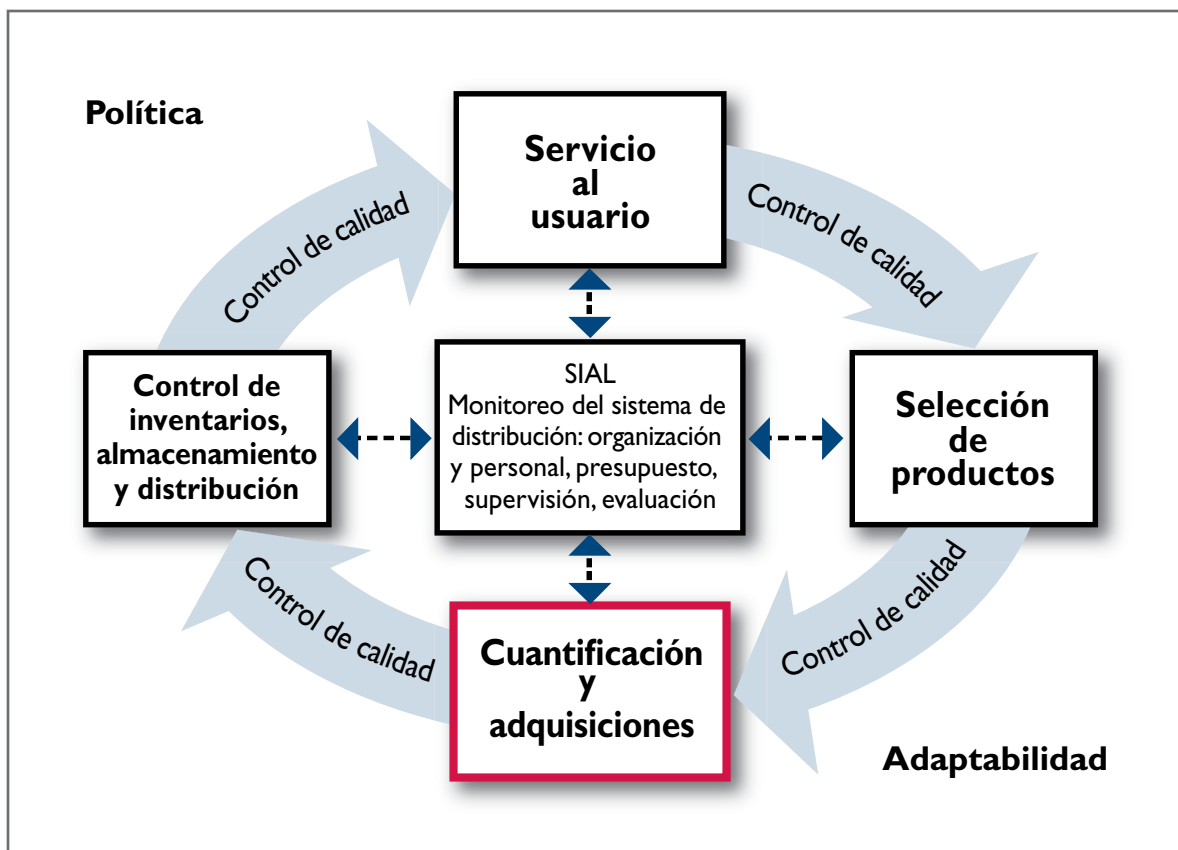 Política
Servicio
al
usuario
Control de calidad
Control de calidad
Control de
inventarios,
almacenamiento
y distribución
SIAL
Monitoreo del sistema de
distribución: organización
y personal, presupuesto,
supervisión, evaluación
Selección
de
productos
Control de calidad
Control de calidad
Cuantificación
y
adquisiciones
Adaptabilidad